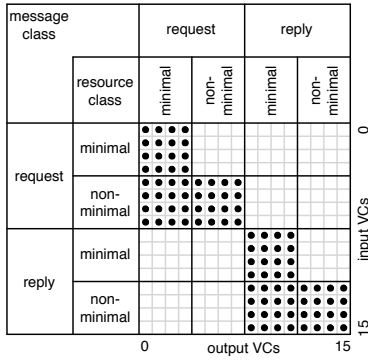 message
class
request
reply
resource
class
minimal
non-
minimal
minimal
non-
minimal
request
minimal
non-
minimal
reply
minimal
non-
minimal
0
input VCs
15
0
output VCs
15